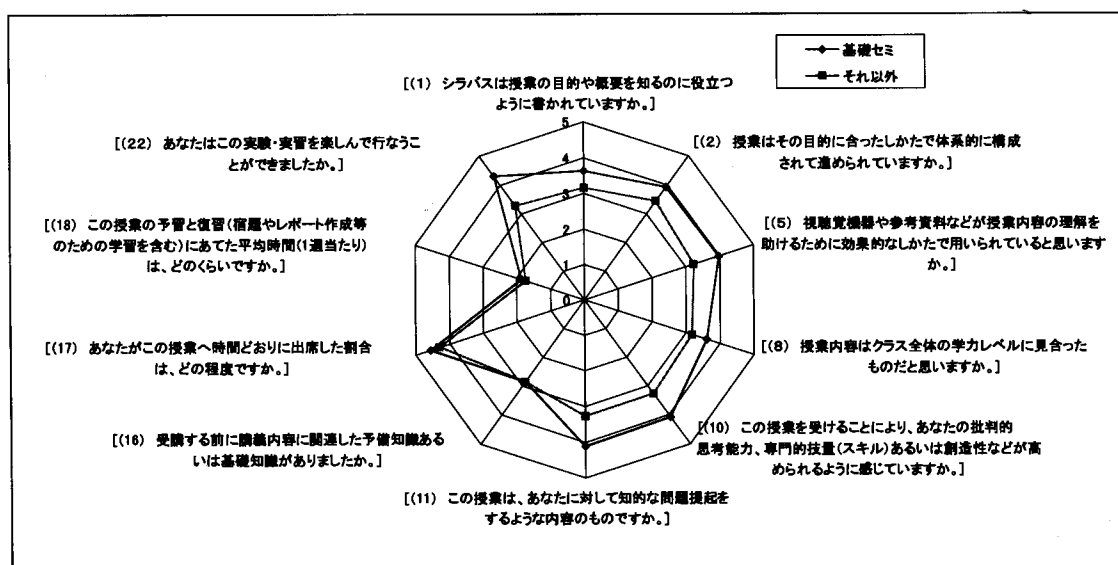 基礎セミ
それ以外
[(1) シラバスは授業の目的や概要を知るのに役立つ
ように書かれていますか。]
[(22) あなたはこの実験・実習を楽しんで行なうこ
とができましたか。]
[(2) 授業はその目的に合ったしかたで体系的に構成
されて進められていますか。]
[(18) この授業の予習と復習(宿題やレポート作成等
のための学習を含む)にあてた平均時間(1週当たり)
は、どのくらいですか。]
[(5) 視聴覚機器や参考資料などが授業内容の理解を
助けるために効果的なしかたで用いられていると思います
か。]
[(17) あなたがこの授業へ時間どおりに出席した割合
は、どの程度ですか。]
[(8) 授業内容はクラス全体の学力レベルに見合った
ものだと思いますか。]
[(16) 受講する前に講義内容に関連した予備知識ある
いは基礎知識がありましたか。]
[(10) この授業を受けることにより、あなたの批判的
思考能力、専門的技量(スキル)あるいは創造性などが高
められるように感じていますか。]
[(11) この授業は、あなたに対して知的な問題提起を
するような内容のものですか。]
5
4
3
2
1
0